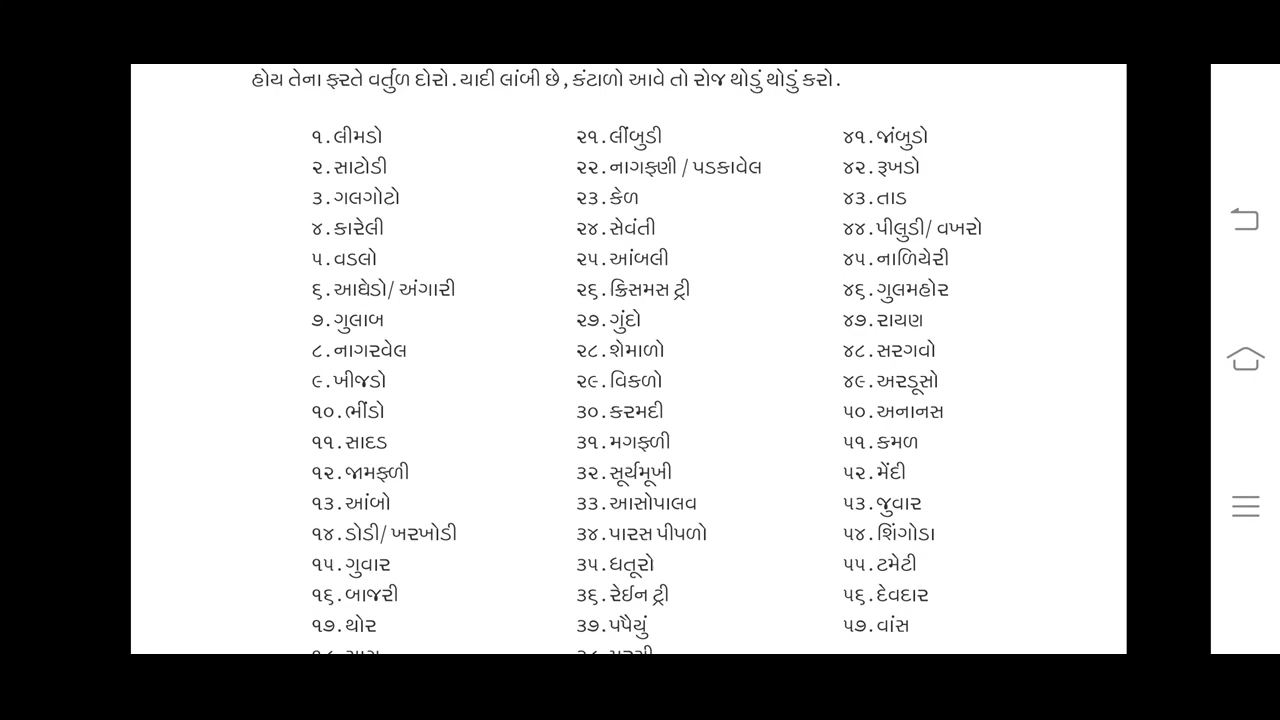 હોય તેના ફરતે વર્તુળ દોરો.યાદી લાંબી છે,કંટાળો આવે તો રોજ થોડું થોડું કરો.
૧.લીમડો
૨.સાટોડી
૩.ગલગોટો
૪.કારેલી
૫.વડલો
૬.આઘેડો/ અંગારી
૭.ગુલાબ
૮.નાગરવેલ
૯.ખીજડો
૧૦.ભીંડો
૧૧.સાદડ
૧૨.જામફળી
૧૩.આંબો
૧૪.ડોડી/ ખરખોડી
૧૫.ગુવાર
૧૬.બાજરી
૧૭.થોર
૨૧.લીંબુડી
૨૨.નાગફણી / પડકાવેલ
૨૩.કેળ
૨૪.સેવંતી
૨૫.આંબલી
૨૬.ક્રિસમસ ટ્રી
૨૭.ગુંદો
૨૮.શેમાળો
૨૯.વિકળો
૩૦.કરમદી
૩૧.મગફળી
૩૨.સૂર્યમૂખી
૩૩.આસોપાલવ
૩૪.પારસ પીપળો
૩૫.ધતૂરો
૩૬.રેઈન ટ્રી
૩૭.પપૈયું
૪૧.જાંબુડો
૪૨.રૂખડો
૪૩.તાડ
૪૪.પીલુડી/ વખરો
૪૫.નાળિયેરી
૪૬.ગુલમહોર
૪૭.રાયણ
૪૮.સરગવો
૪૯.અરડૂસો
૫૦.અનાનસ
૫૧.કમળ
૫૨.મેંદી
૫૩.જુવાર
૫૪.શિંગોડા
૫૫.ટમેટી
૫૬.દેવદાર
૫૭.વાંસ